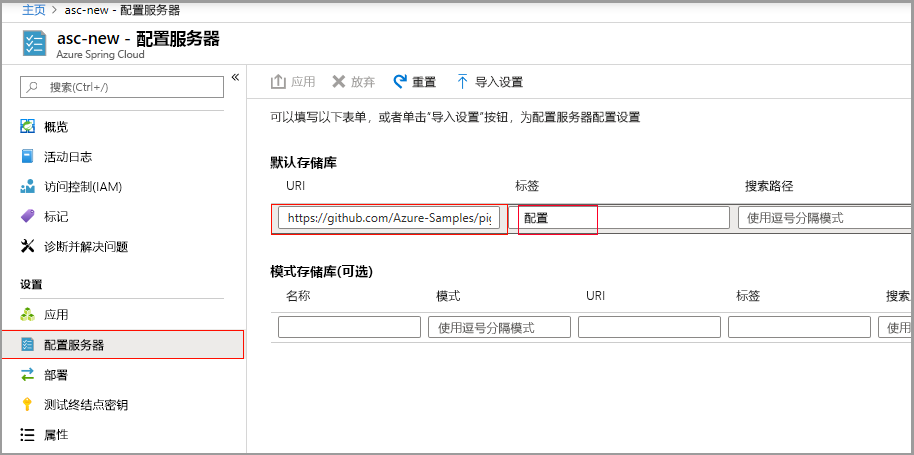 主页 > asc-new - 配置服务器
asc-new - 配置服务器
Azure Spring Cloud
搜索(Ctrl+/)
«
概览
活动日志
访问控制(IAM)
标记
诊断并解决问题
设置
应用
配置服务器
部署
测试终结点密钥
属性
应用 放弃 重置 导入设置
可以填写以下表单，或者单击“导入设置”按钮，为配置服务器配置设置
默认存储库
URI 标签 搜索路径
https://github.com/Azure-Samples/pig 配置 使用逗号分隔模式
模式存储库(可选)
名称 模式 URI 标签 搜索
使用逗号分隔模式 使用逗